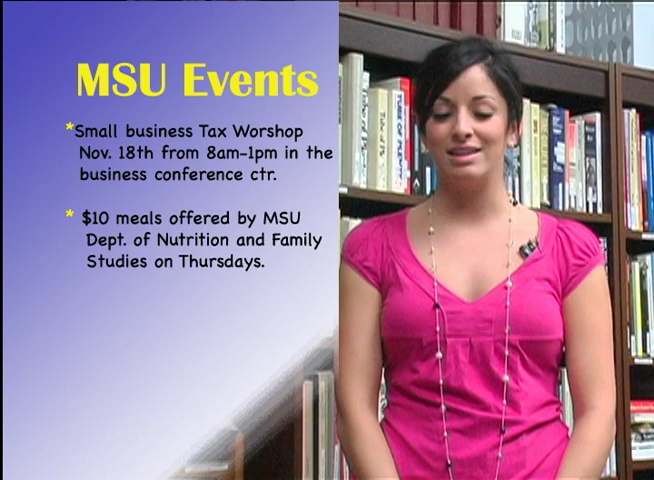 MSU Events
*Small business Tax Worshop
Nov. 18th from 8am-1pm in the
business conference ctr.
* $10 meals offered by MSU
Dept. of Nutrition and Family
Studies on Thursdays.